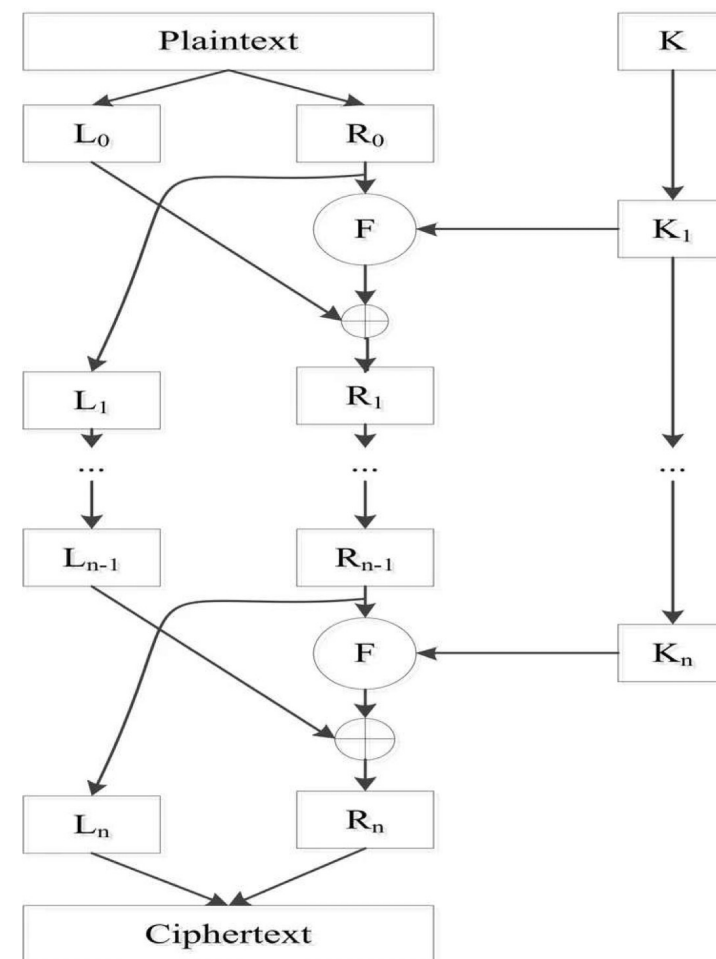 Plaintext
K
L₀
R₀
F
K₁
L₁
R₁
...
...
...
Lₙ₋₁
Rₙ₋₁
F
Kₙ
Lₙ
Rₙ
Ciphertext